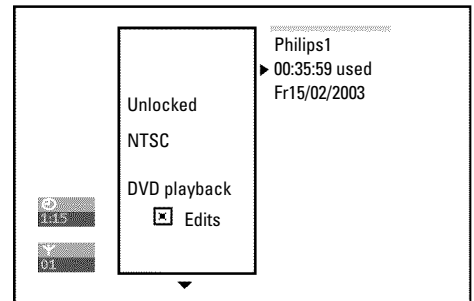 Philips1
00:35:59 used
Fr15/02/2003
Unlocked
NTSC
DVD playback
Edits
1:15
01